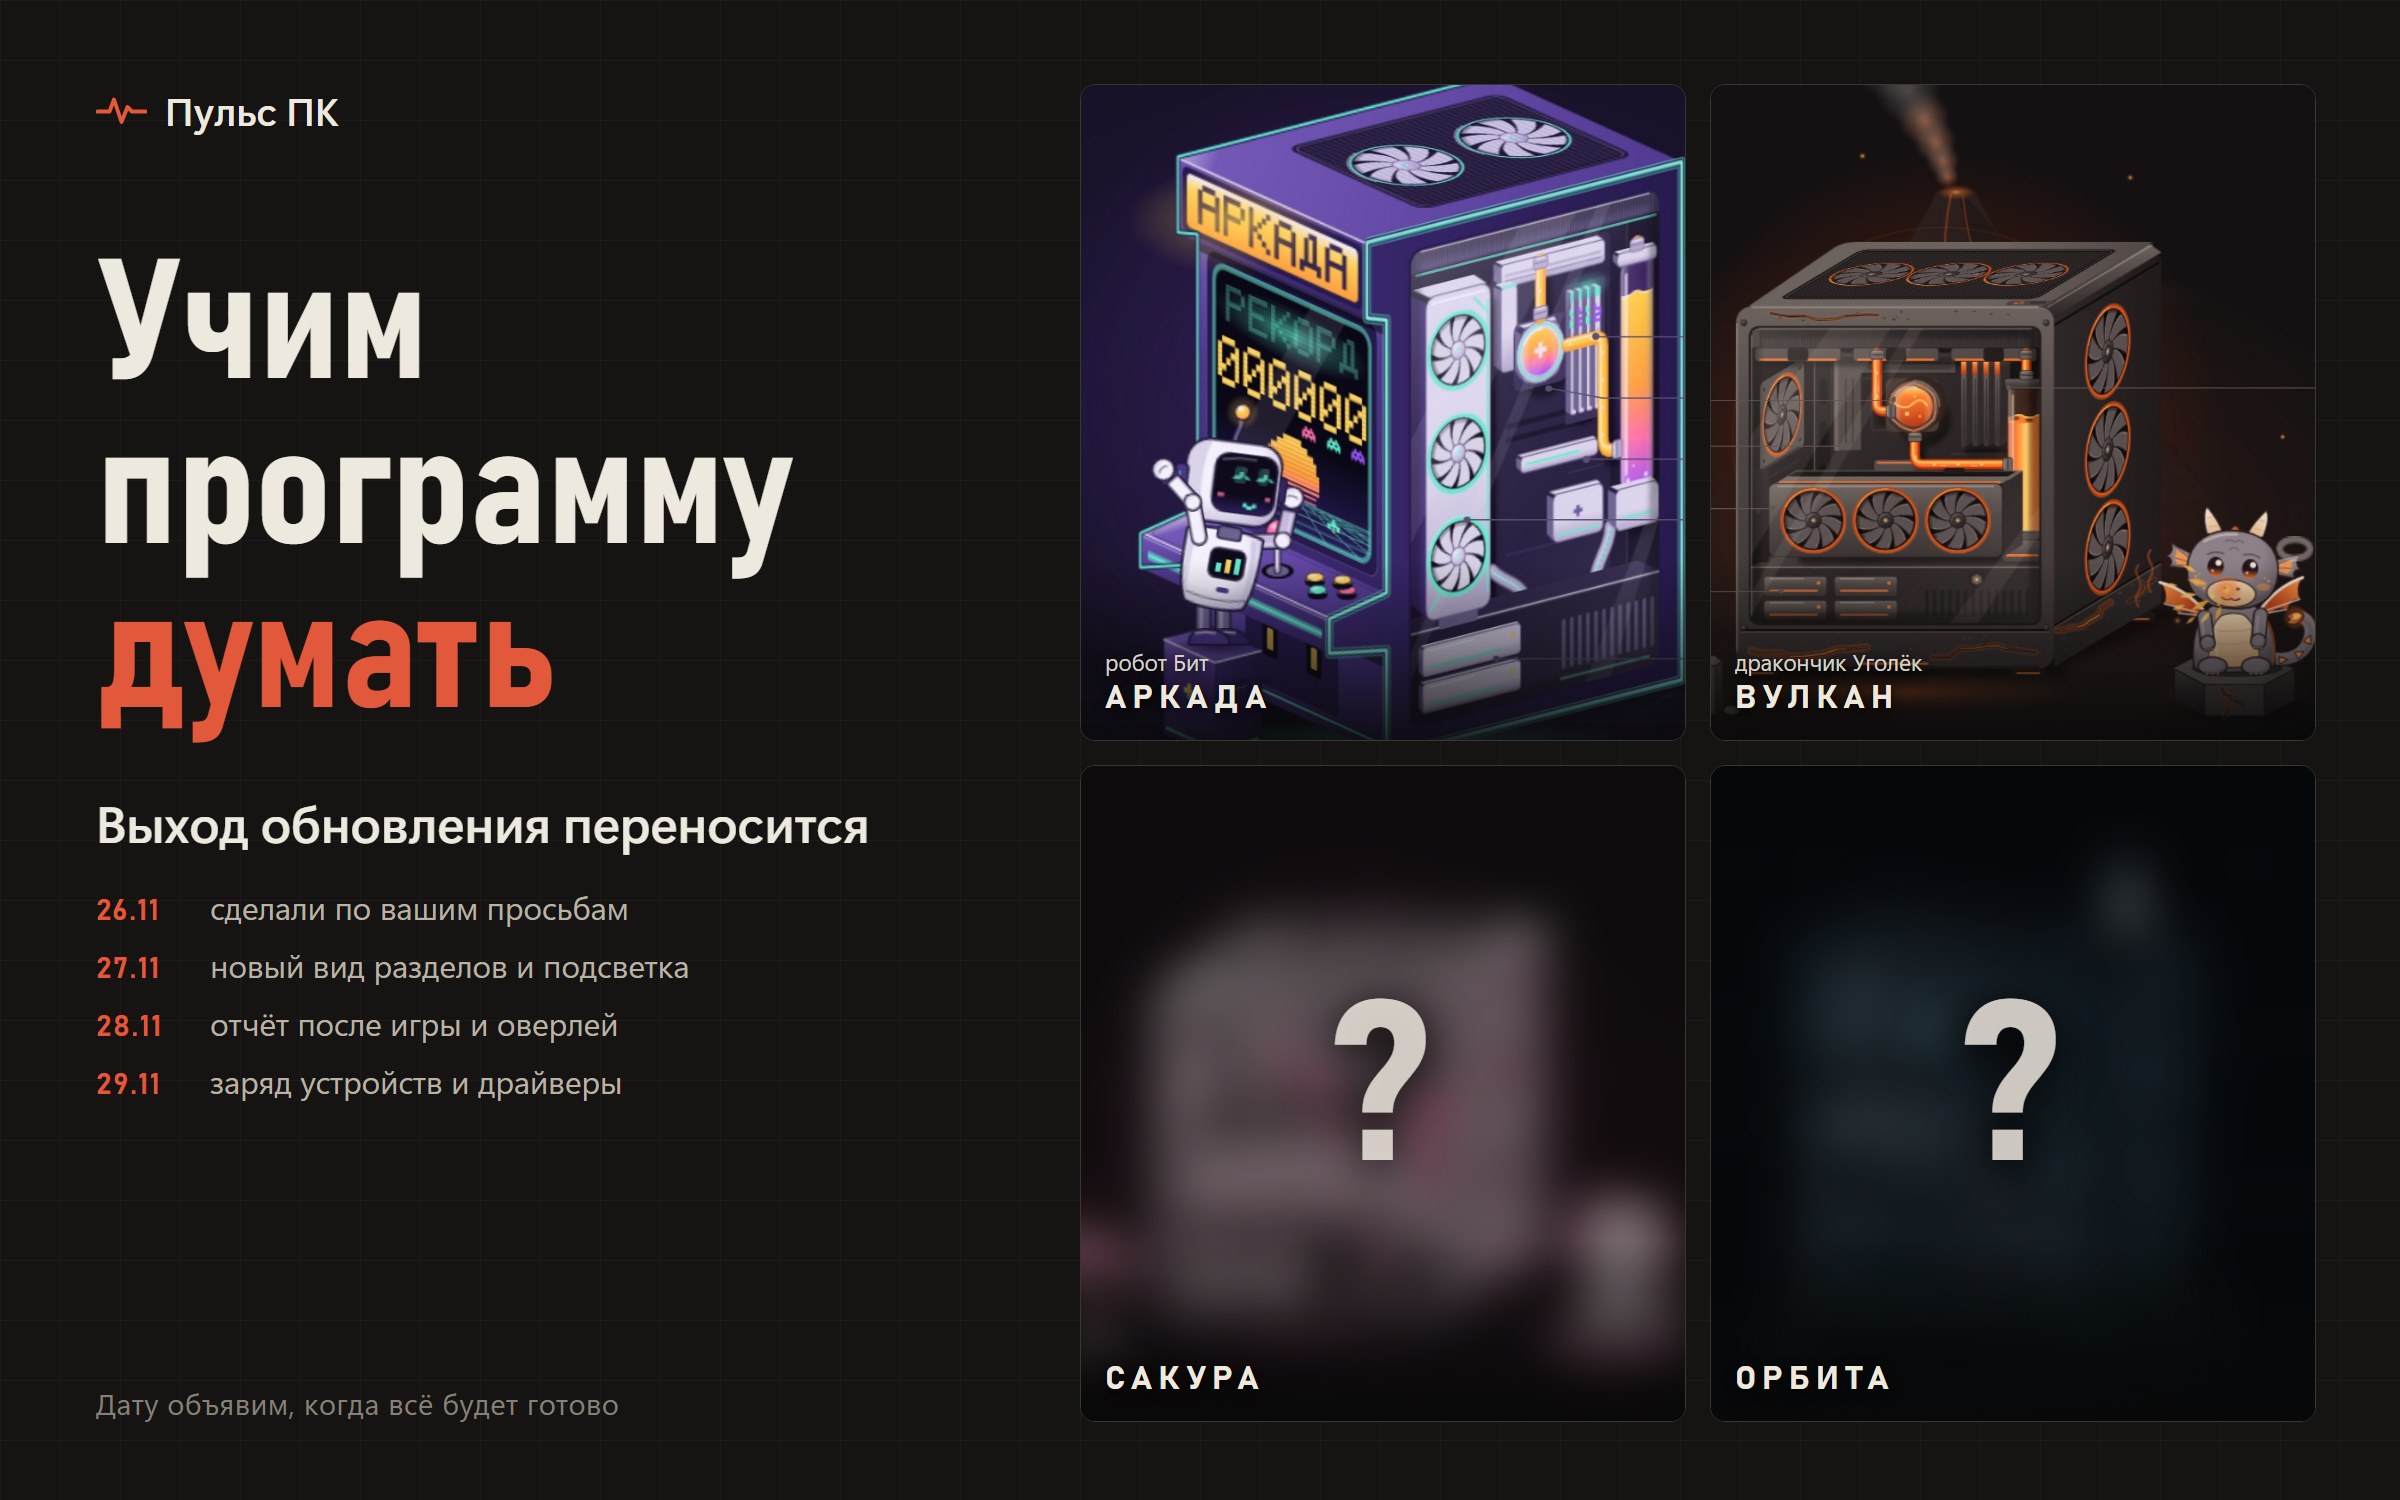 Пульс ПК
Учим
программу
думать
Выход обновления переносится
26.11 сделали по вашим просьбам
27.11 новый вид разделов и подсветка
28.11 отчёт после игры и оверлей
29.11 заряд устройств и драйверы
Дату объявим, когда всё будет готово
АРКАДА
РЕКОРД
000000
робот Бит
АРКАДА
дракончик Уголёк
ВУЛКАН
?
САКУРА
?
ОРБИТА